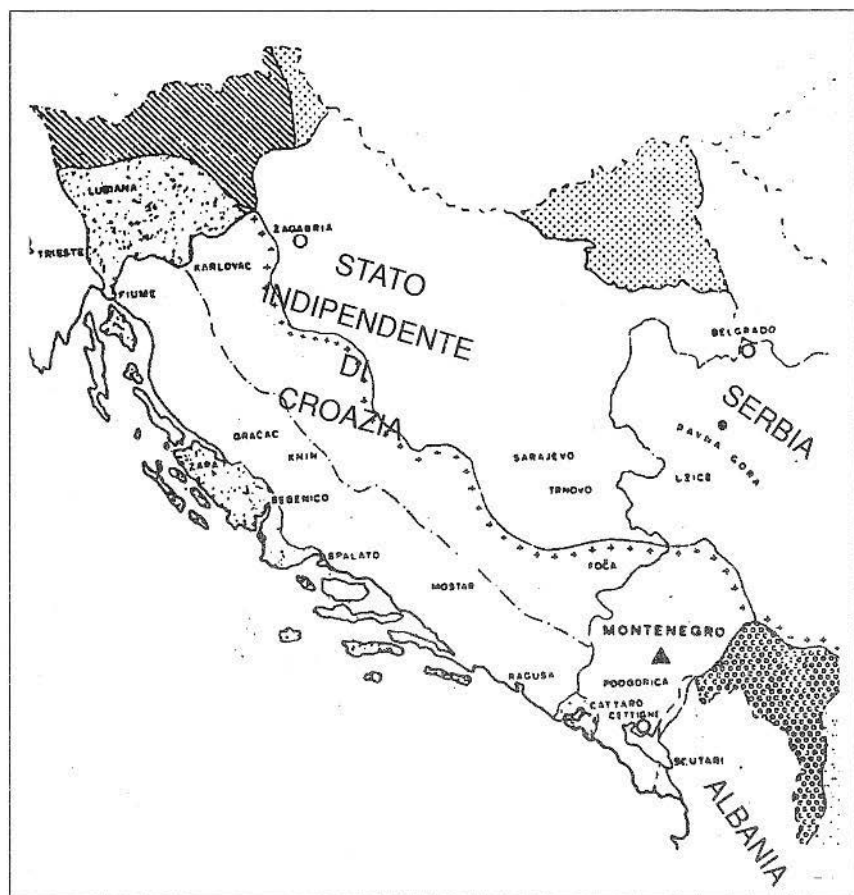 LUBIANA
ZAGABRIA
TRIESTE
KARLOVAC
FIUME
STATO
INDIPENDENTE
DI
CROAZIA
BELGRADO
SERBIA
RAVNA GORA
GRAČAC
KNIN
ZARA
SEBENICO
SARAJEVO
TRNOVO
UZICE
SPALATO
MOSTAR
FOČA
MONTENEGRO
PODGORICA
RAGUSA
CATTARO
CETTIGNE
SCUTARI
ALBANIA